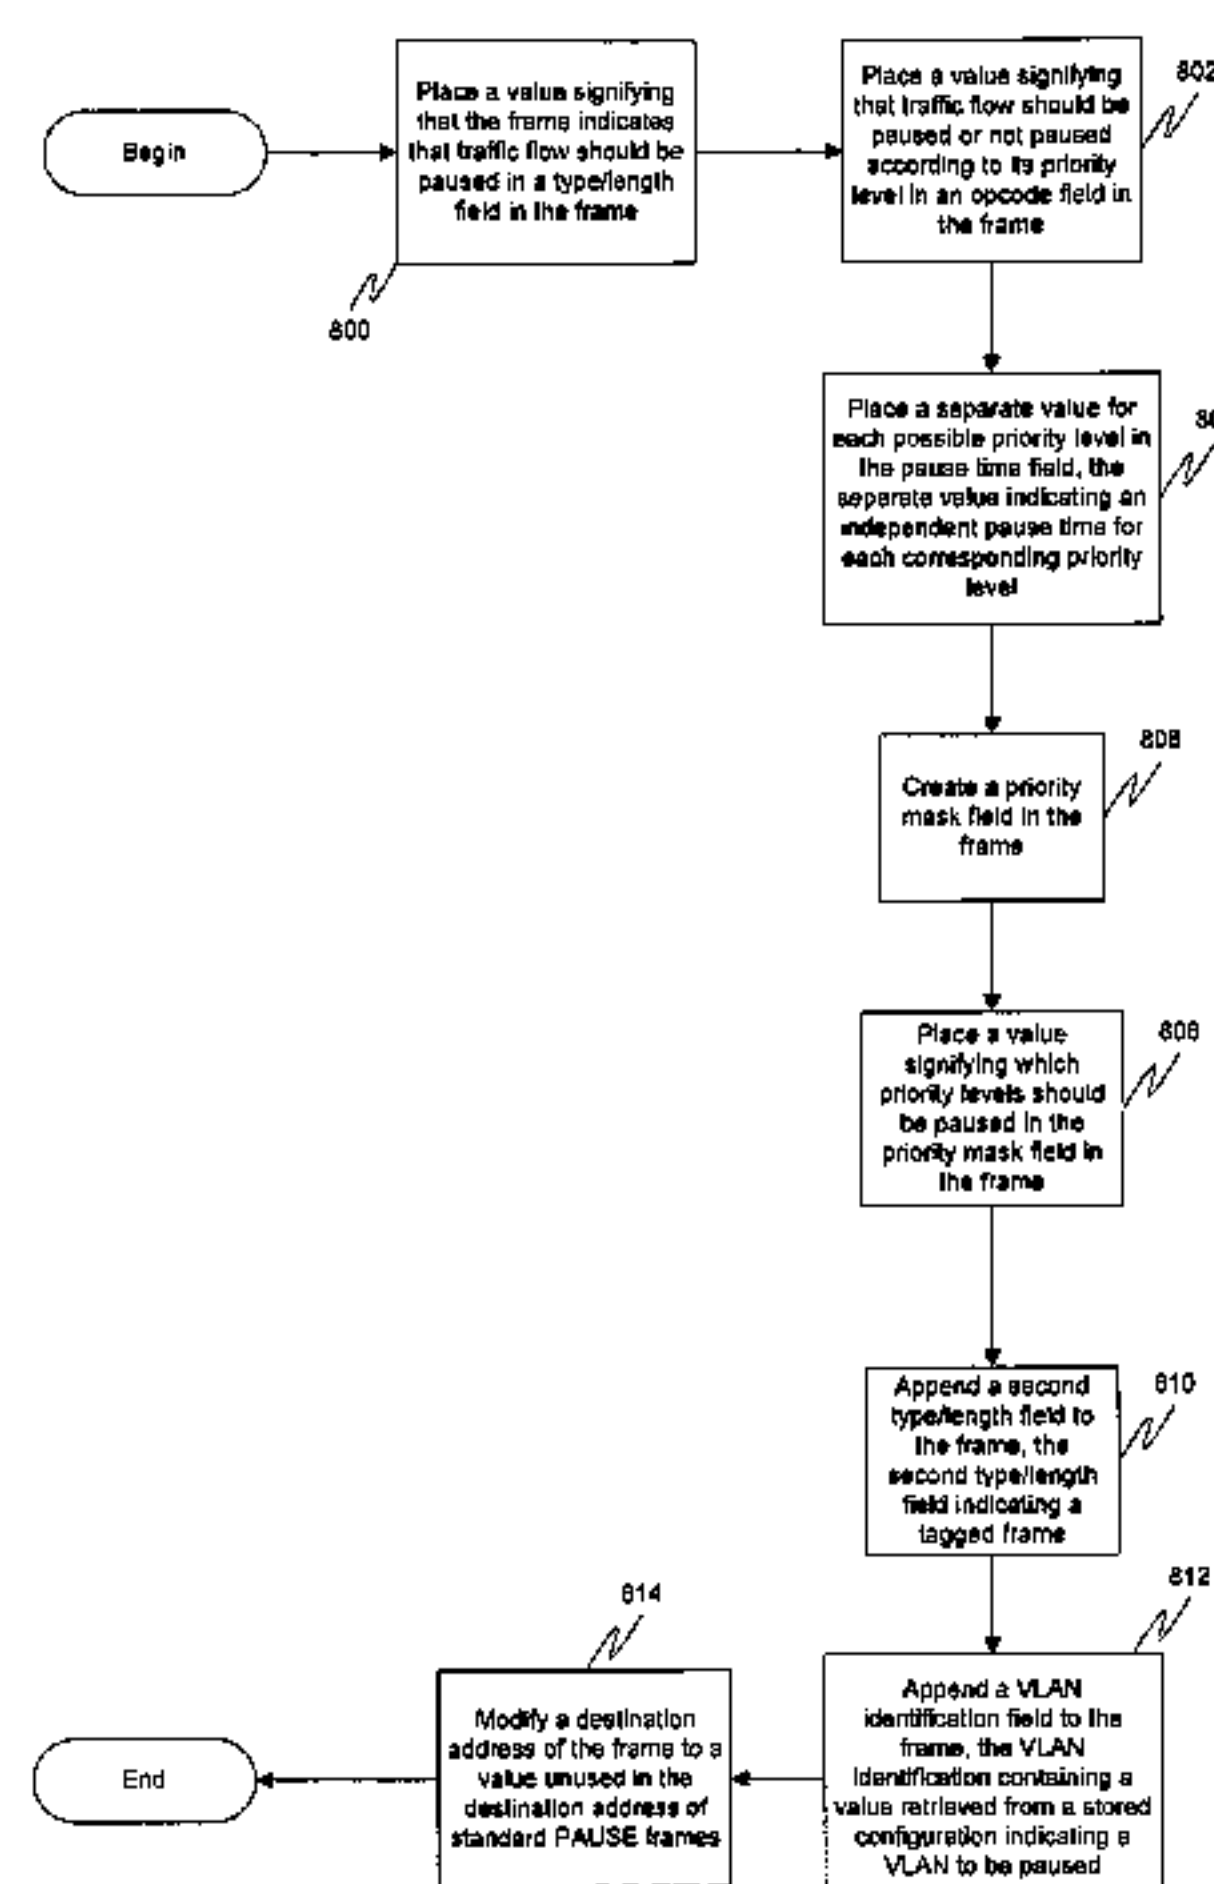 Begin
Place a value signifying
that the frame indicates
that traffic flow should be
paused in a type/length
field in the frame
800
Place a value signifying
that traffic flow should be
paused or not paused
according to its priority
level in an opcode field in
the frame
802
Place a separate value for
each possible priority level in
the pause time field, the
separate value indicating an
independent pause time for
each corresponding priority
level
Create a priority
mask field in the
frame
808
Place a value
signifying which
priority levels should
be paused in the
priority mask field in
the frame
806
Append a second
type/length field to
the frame, the
second type/length
field indicating a
tagged frame
810
812
Append a VLAN
identification field to the
frame, the VLAN
identification containing a
value retrieved from a stored
configuration indicating a
VLAN to be paused
814
Modify a destination
address of the frame to a
value unused in the
destination address of
standard PAUSE frames
End